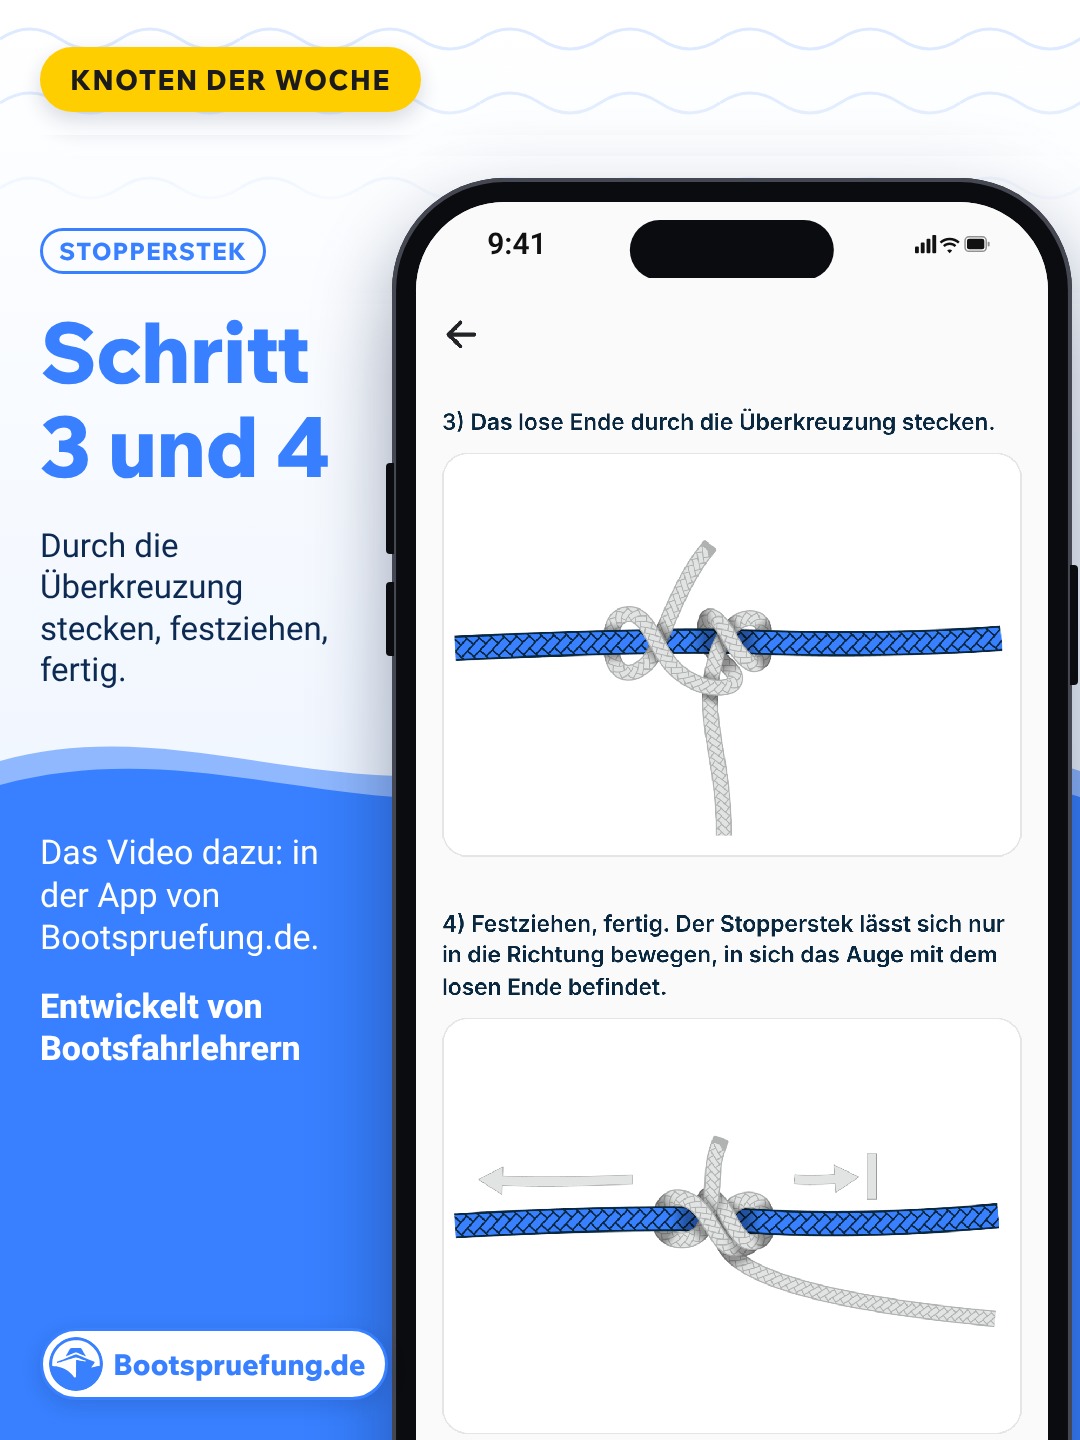 KNOTEN DER WOCHE
STOPPERSTEK
Schritt
3 und 4
Durch die
Überkreuzung
stecken, festziehen,
fertig.
Das Video dazu: in
der App von
Bootspruefung.de.
Entwickelt von
Bootsfahrlehrern
Bootspruefung.de
9:41
3) Das lose Ende durch die Überkreuzung stecken.
4) Festziehen, fertig. Der Stopperstek lässt sich nur
in die Richtung bewegen, in sich das Auge mit dem
losen Ende befindet.